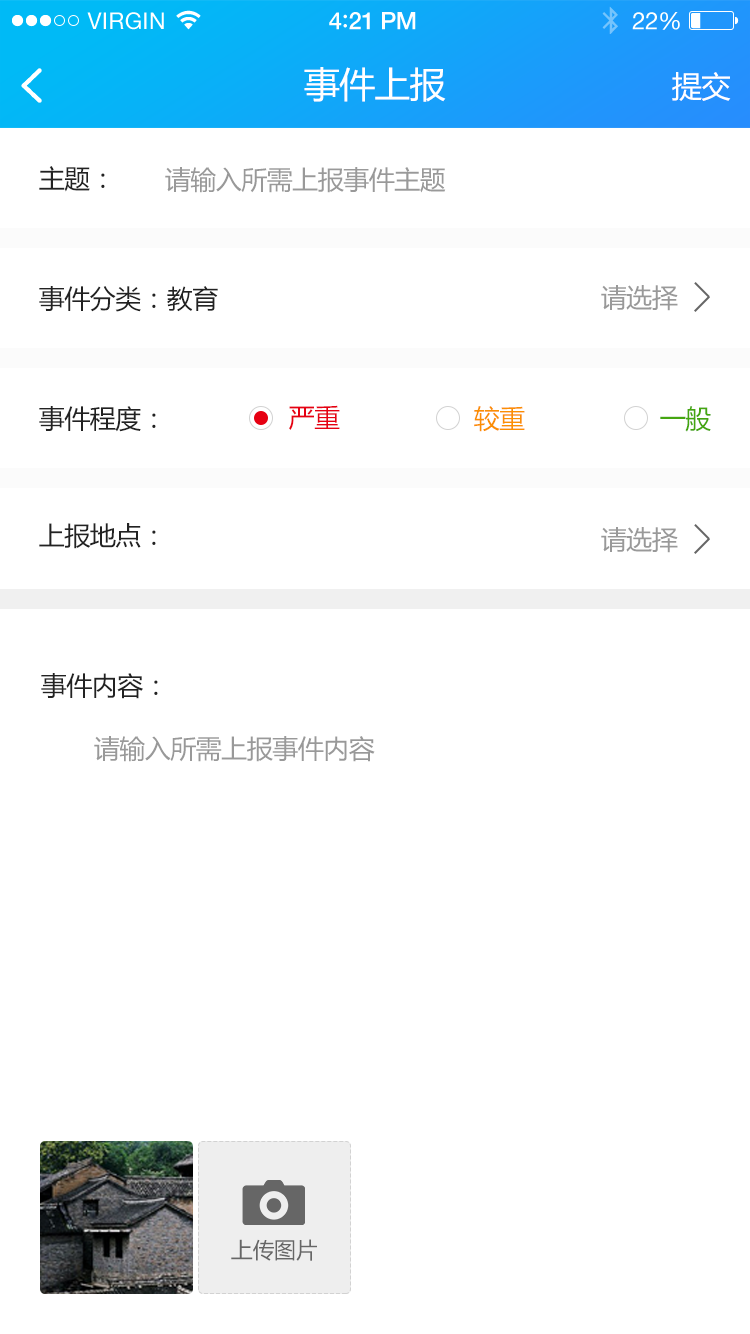 VIRGIN 4:21 PM 22%
事件上报 提交
主题： 请输入所需上报事件主题
事件分类：教育 请选择
事件程度： 严重 较重 一般
上报地点： 请选择
事件内容：
请输入所需上报事件内容
上传图片